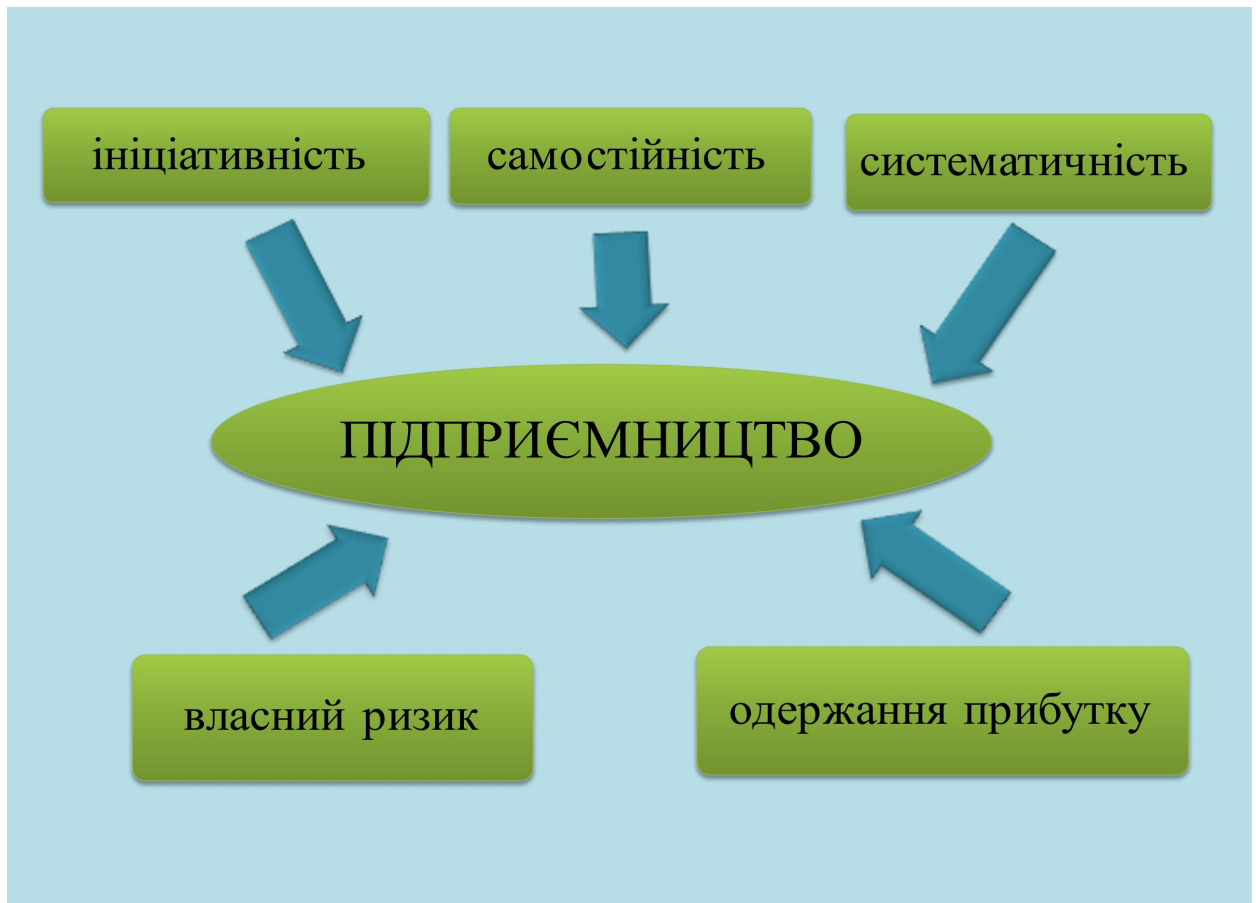 ініціативність
самостійність
систематичність
ПІДПРИЄМНИЦТВО
власний ризик
одержання прибутку